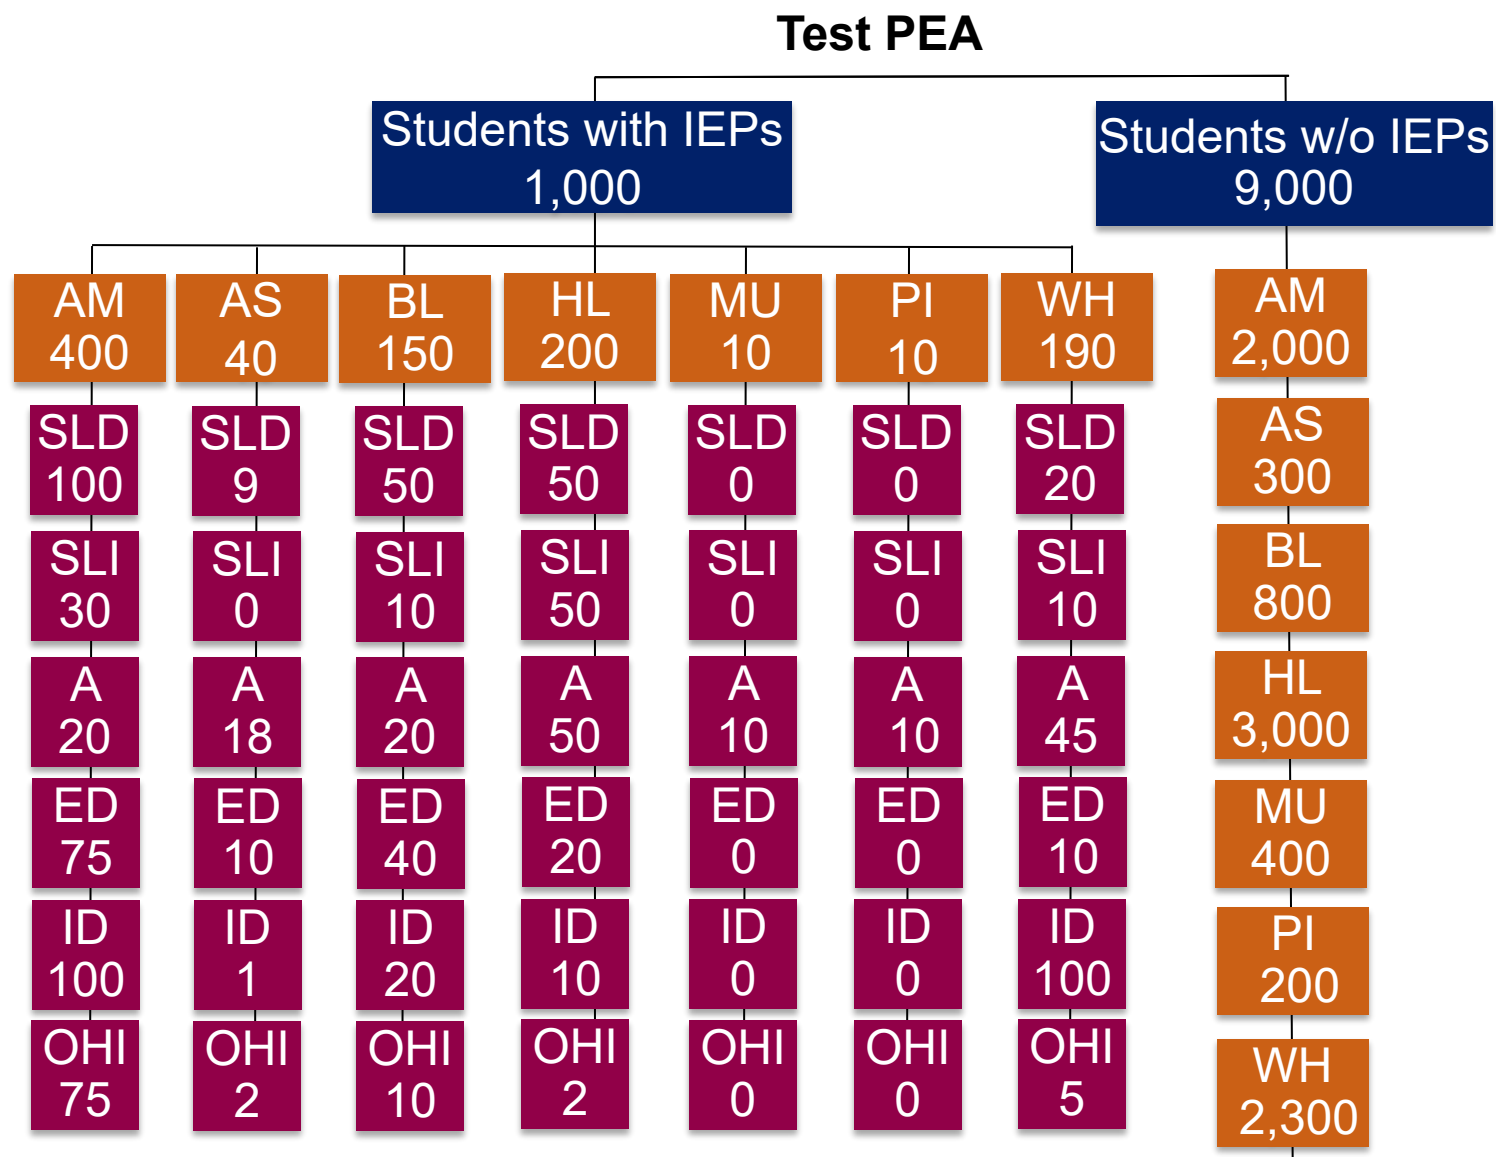 Test PEA
Students with IEPs
1,000
Students w/o IEPs
9,000
AM
400
SLD
100
SLI
30
A
20
ED
75
ID
100
OHI
75
AS
40
SLD
9
SLI
0
A
18
ED
10
ID
1
OHI
2
BL
150
SLD
50
SLI
10
A
20
ED
40
ID
20
OHI
10
HL
200
SLD
50
SLI
50
A
50
ED
20
ID
10
OHI
2
MU
10
SLD
0
SLI
0
A
10
ED
0
ID
0
OHI
0
PI
10
SLD
0
SLI
0
A
10
ED
0
ID
0
OHI
0
WH
190
SLD
20
SLI
10
A
45
ED
10
ID
100
OHI
5
AM
2,000
AS
300
BL
800
HL
3,000
MU
400
PI
200
WH
2,300